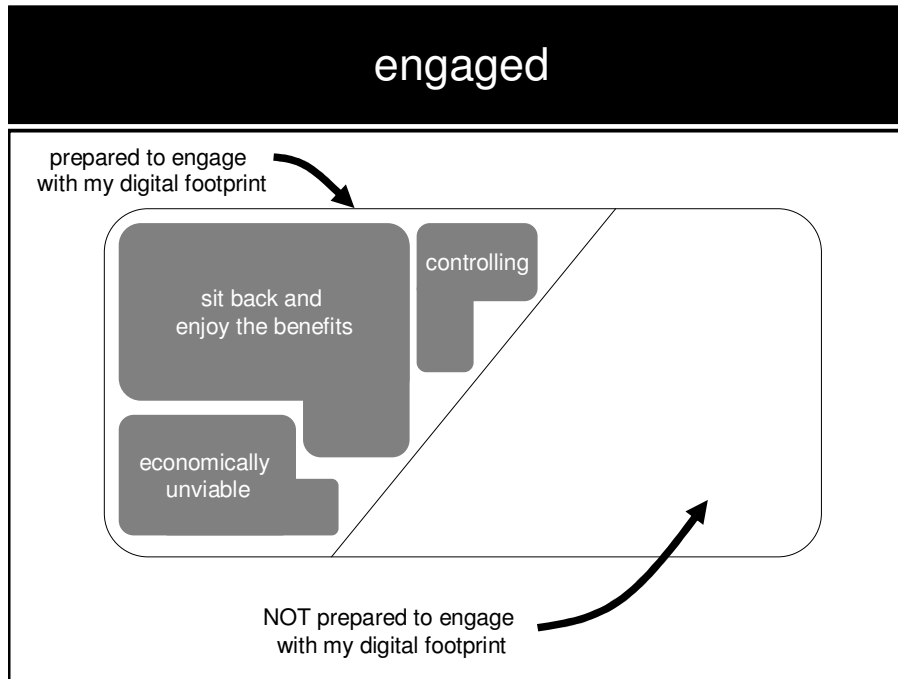 engaged
prepared to engage
with my digital footprint
controlling
sit back and
enjoy the benefits
economically
unviable
NOT prepared to engage
with my digital footprint